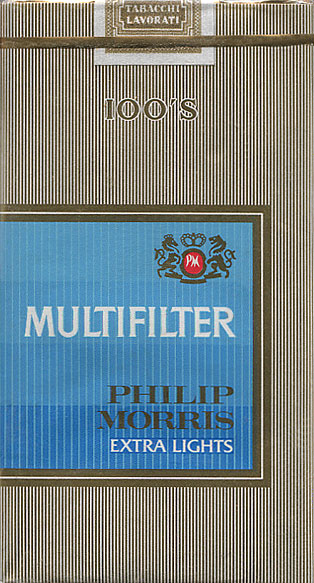 TABACCHI
LAVORATI
100'S
PM
MULTIFILTER
PHILIP
MORRIS
EXTRA LIGHTS